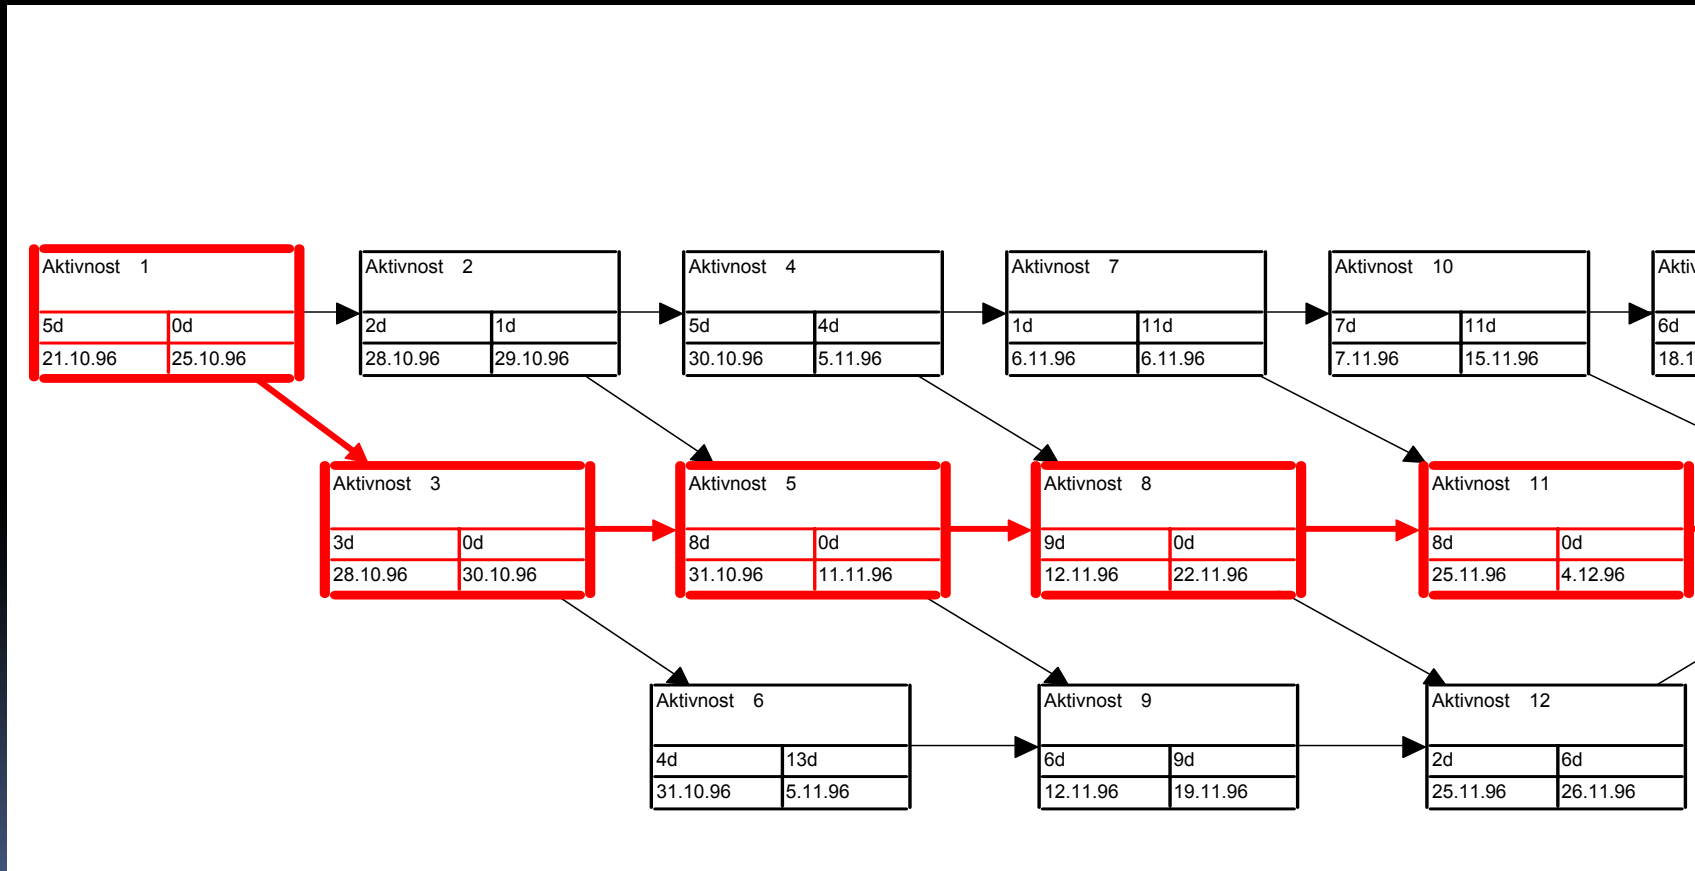 Aktivnost 1
5d 0d
21.10.96 25.10.96
Aktivnost 2
2d 1d
28.10.96 29.10.96
Aktivnost 4
5d 4d
30.10.96 5.11.96
Aktivnost 7
1d 11d
6.11.96 6.11.96
Aktivnost 10
7d 11d
7.11.96 15.11.96
6d
Aktivnost 3
3d 0d
28.10.96 30.10.96
Aktivnost 5
8d 0d
31.10.96 11.11.96
Aktivnost 8
9d 0d
12.11.96 22.11.96
Aktivnost 11
8d 0d
25.11.96 4.12.96
Aktivnost 6
4d 13d
31.10.96 5.11.96
Aktivnost 9
6d 9d
12.11.96 19.11.96
Aktivnost 12
2d 6d
25.11.96 26.11.96